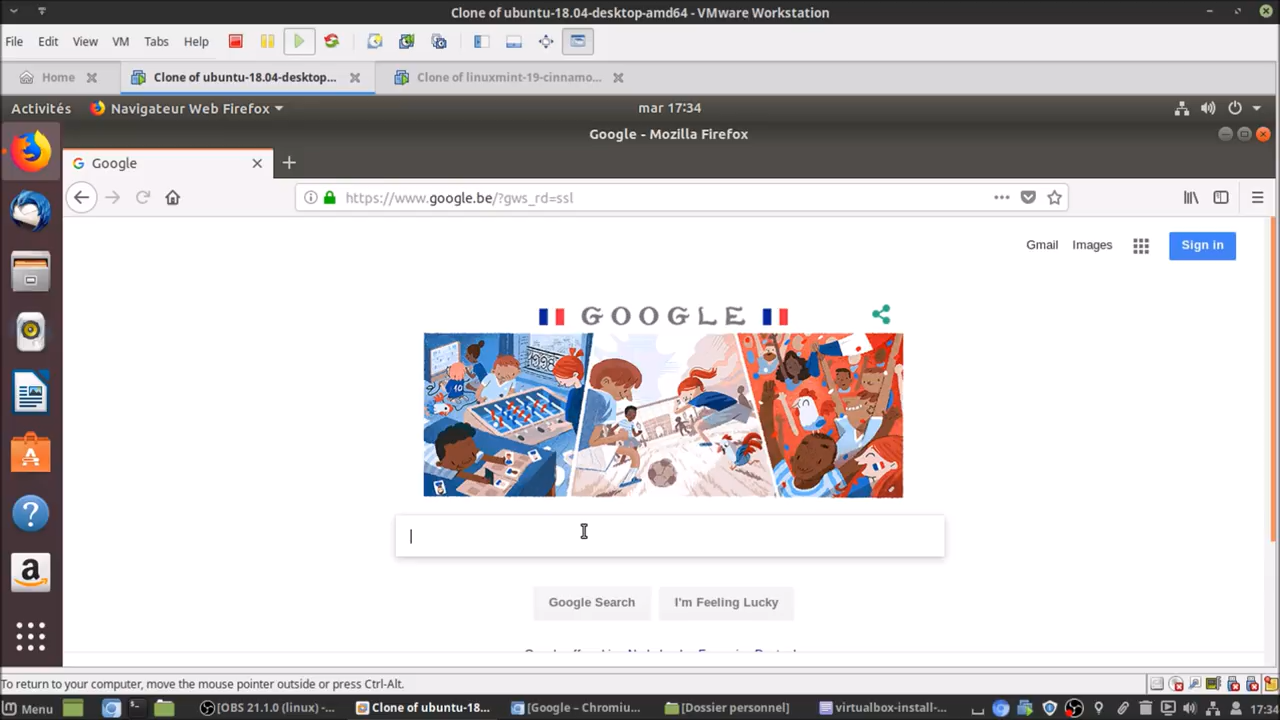 Clone of ubuntu-18.04-desktop-amd64 - VMware Workstation
File Edit View VM Tabs Help
Home Clone of ubuntu-18.04-desktop... Clone of linuxmint-19-cinnamo...
Activités Navigateur Web Firefox mar 17:34
Google - Mozilla Firefox
Google
https://www.google.be/?gws_rd=ssl
Gmail Images Sign in
GOOGLE
10
Google Search I'm Feeling Lucky
To return to your computer, move the mouse pointer outside or press Ctrl-Alt.
Menu [OBS 21.1.0 (linux) -... Clone of ubuntu-18.04-... [Google – Chromiu... [Dossier personnel] virtualbox-install-... 17:34